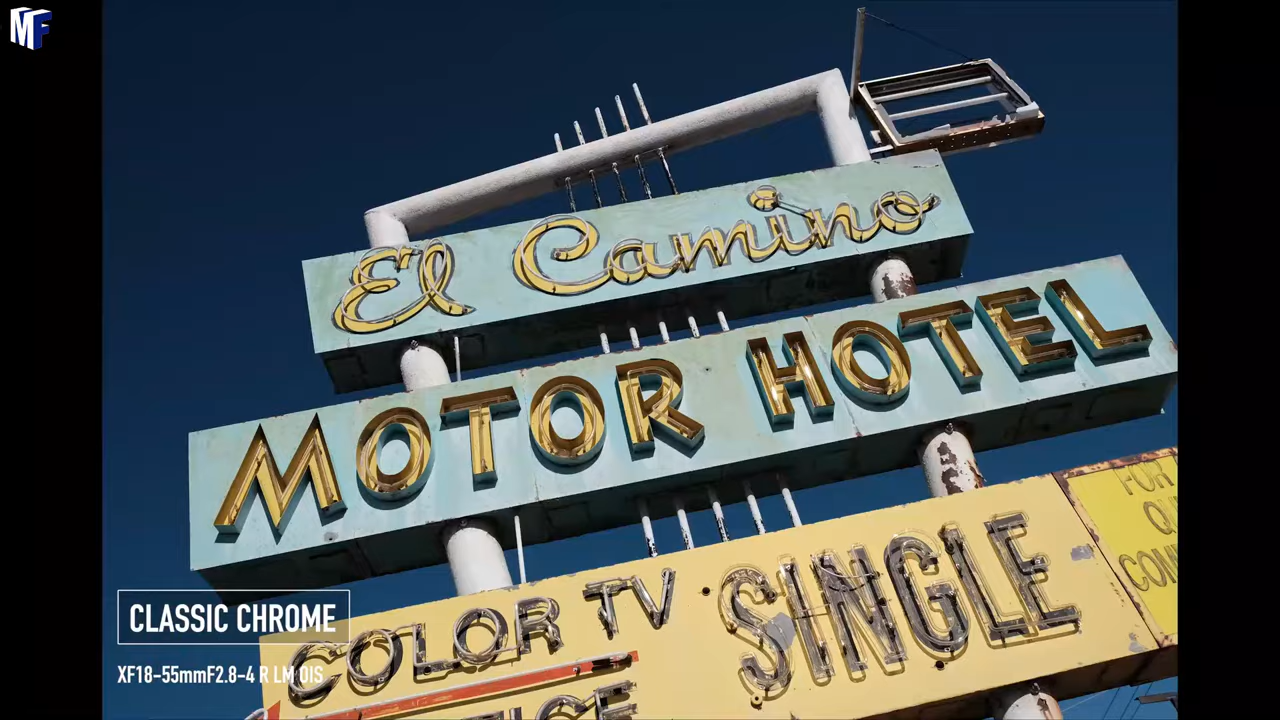 MF
El Camino
MOTOR HOTEL
COLOR TV
SINGLE
FOR
CLASSIC CHROME
XF18-55mmF2.8-4 R LM OIS